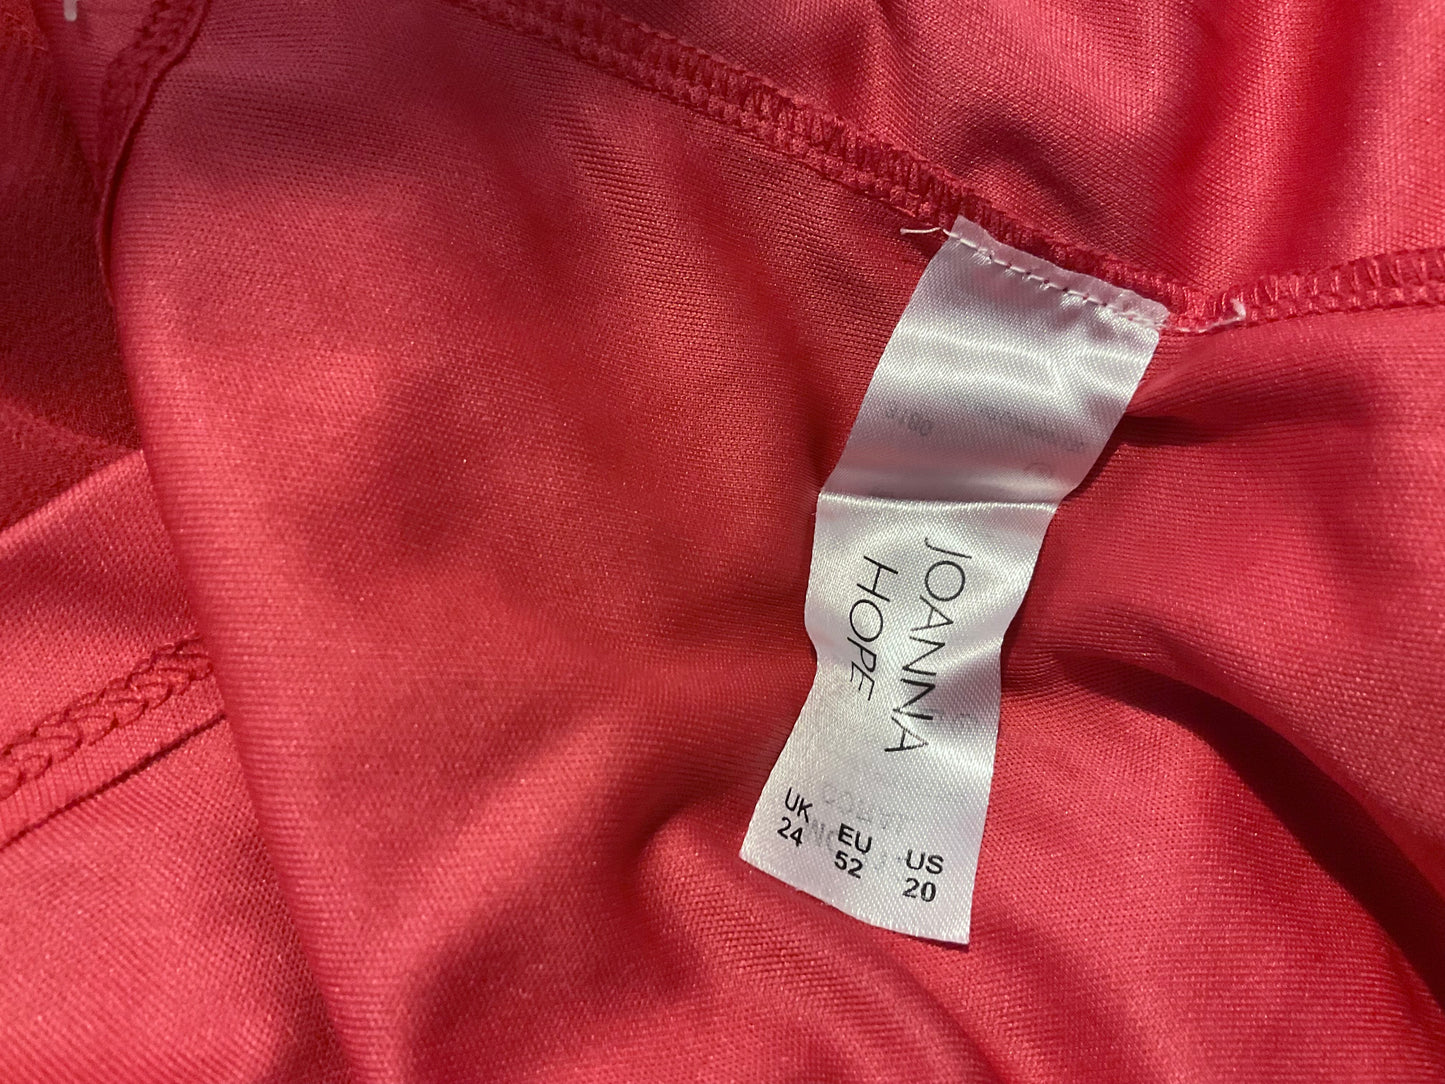 JOANNA
HOPE
UK EU US
24 52 20